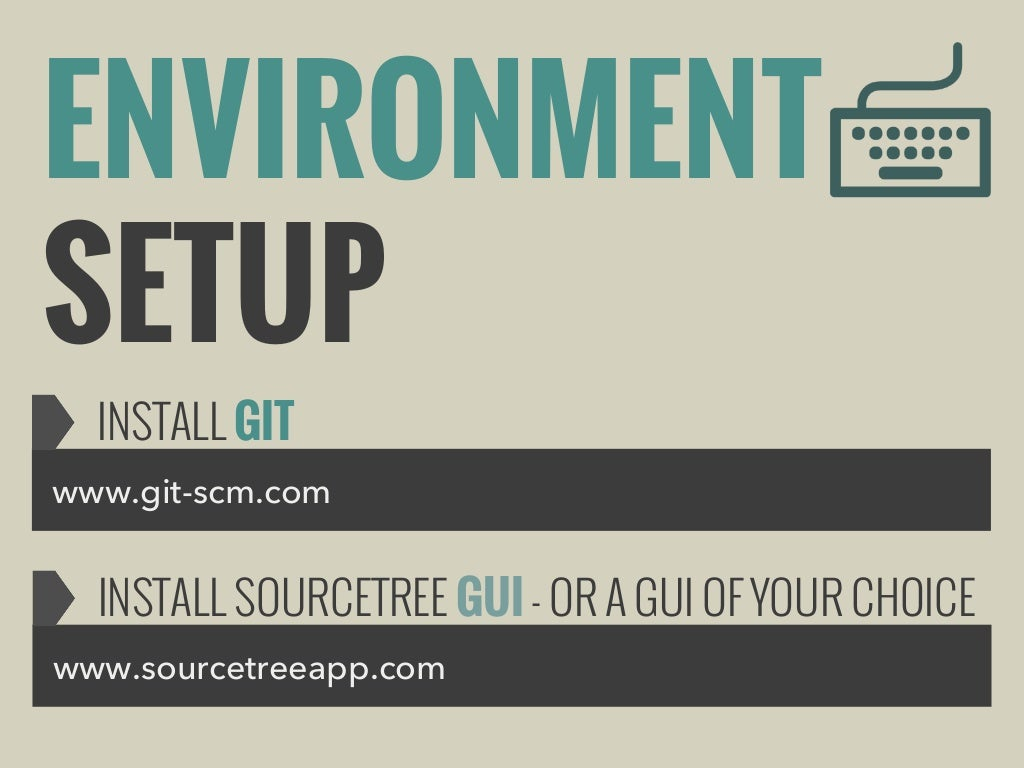 ENVIRONMENT
SETUP
INSTALL GIT
www.git-scm.com
INSTALL SOURCETREE GUI - OR A GUI OF YOUR CHOICE
www.sourcetreeapp.com